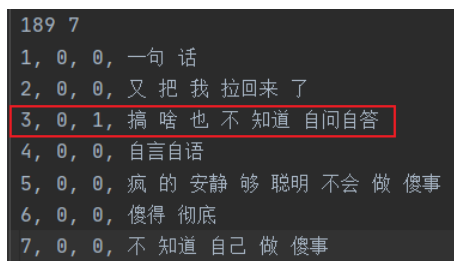 189 7
1, 0, 0, 一句 话
2, 0, 0, 又 把 我 拉回来 了
3, 0, 1, 搞 啥 也 不 知道 自问自答
4, 0, 0, 自言自语
5, 0, 0, 疯 的 安静 够 聪明 不会 做 傻事
6, 0, 0, 傻得 彻底
7, 0, 0, 不 知道 自己 做 傻事